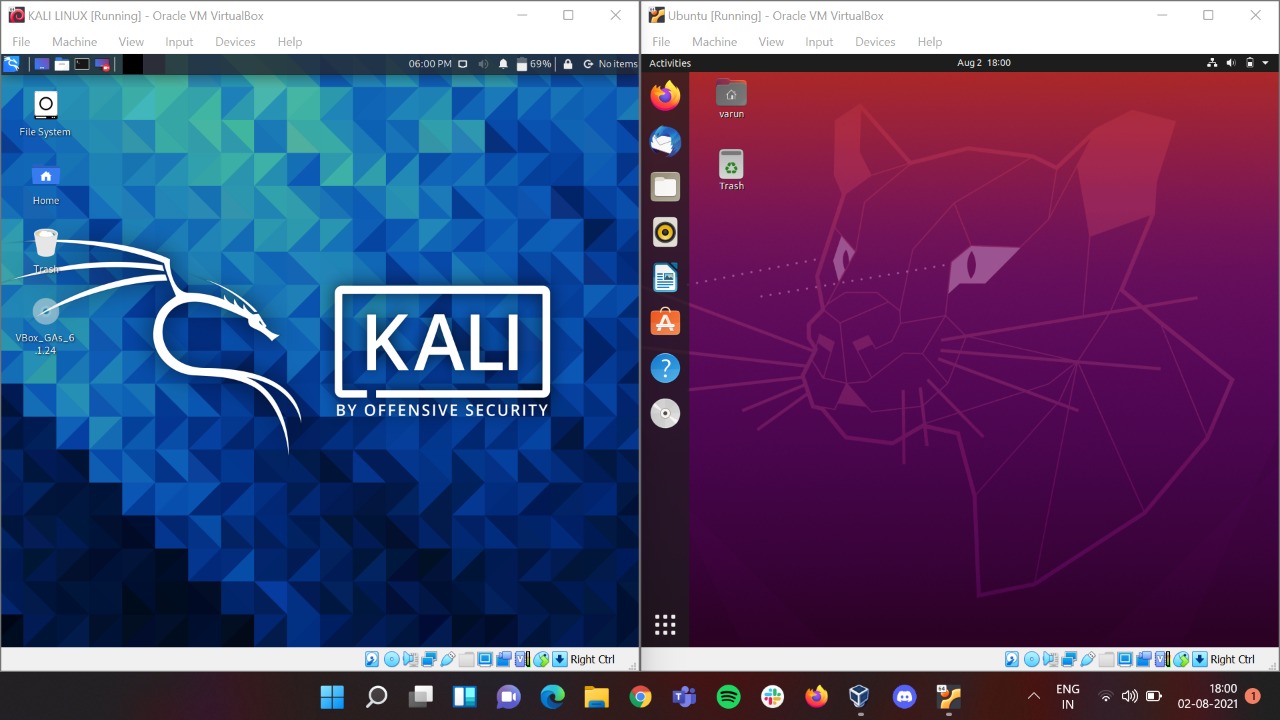 KALI LINUX [Running] - Oracle VM VirtualBox
File Machine View Input Devices Help
06:00 PM 69% No items
File System
Home
Trash
VBox_GAs_6
.1.24
KALI
BY OFFENSIVE SECURITY
Right Ctrl
Ubuntu [Running] - Oracle VM VirtualBox
File Machine View Input Devices Help
Activities Aug 2 18:00
varun
Trash
Right Ctrl
ENG
IN
18:00
02-08-2021
1